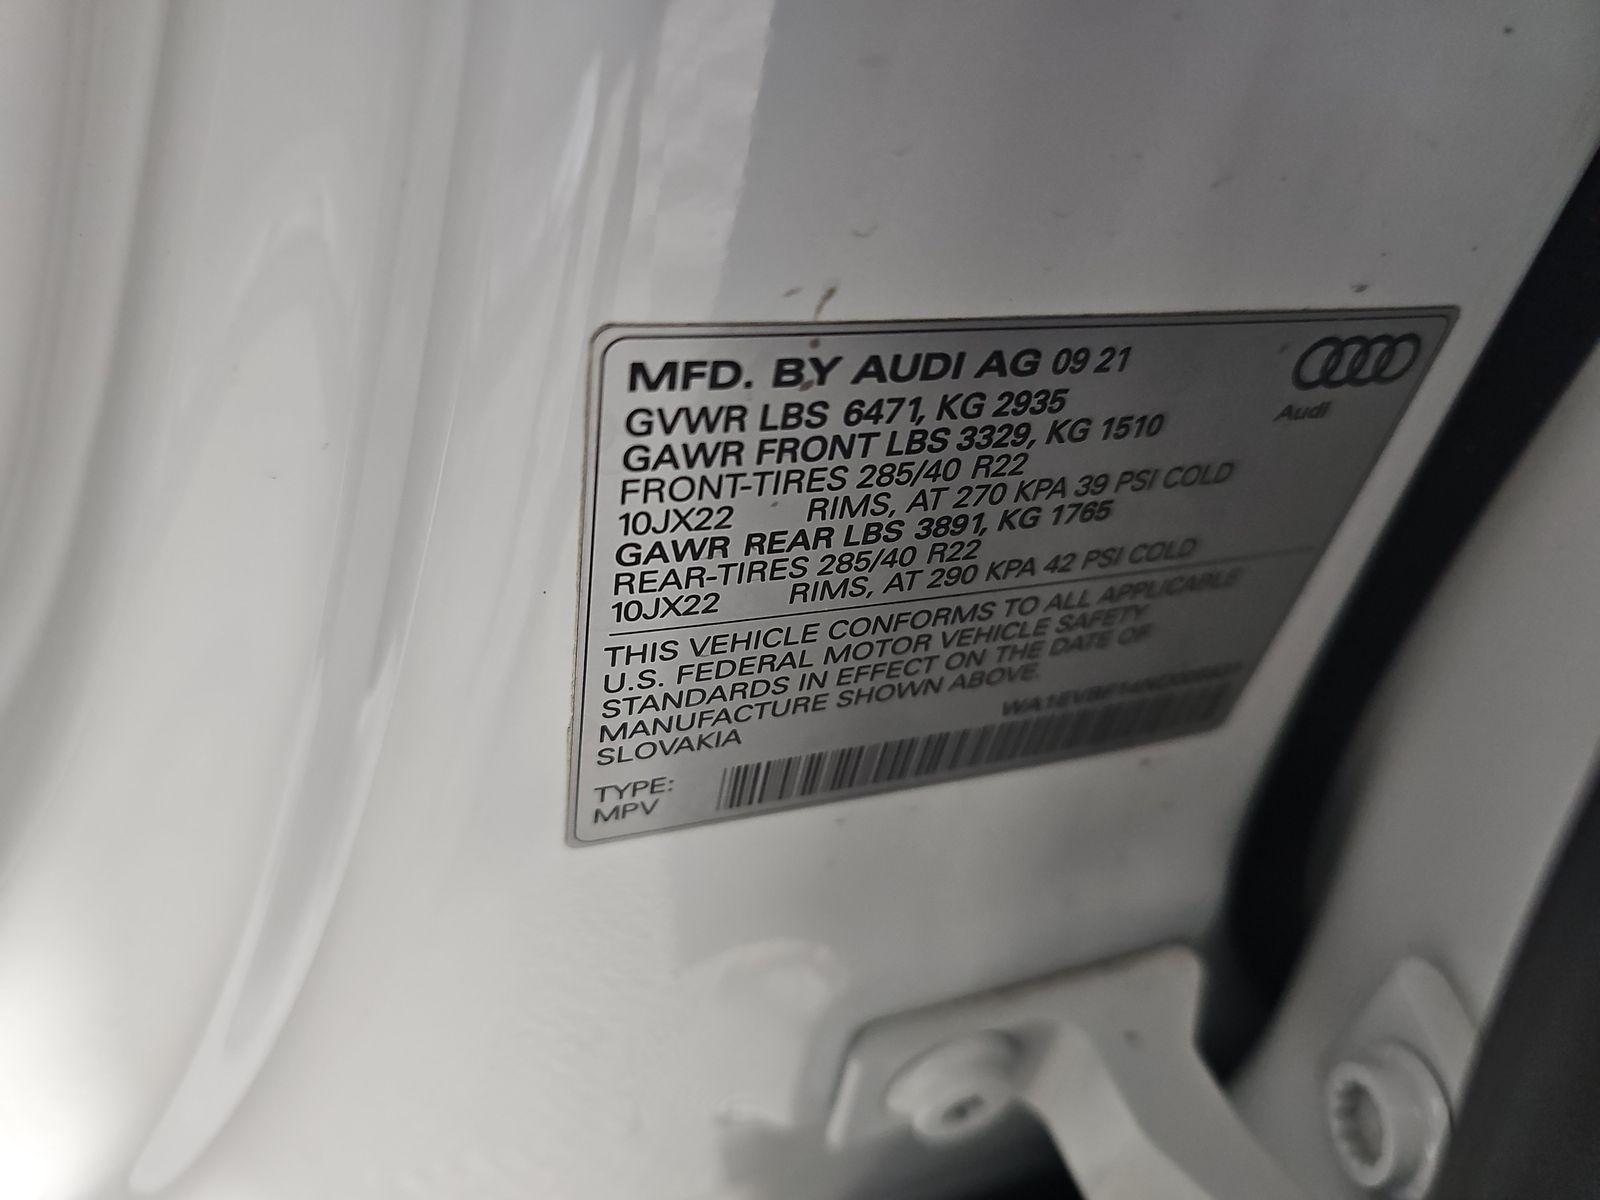 MFD. BY AUDI AG 09 21
GVWR LBS 6471, KG 2935
GAWR FRONT LBS 3329, KG 1510
FRONT-TIRES 285/40 R22
10JX22 RIMS, AT 270 KPA 39 PSI COLD
GAWR REAR LBS 3891, KG 1765
REAR-TIRES 285/40 R22
10JX22 RIMS, AT 290 KPA 42 PSI COLD
THIS VEHICLE CONFORMS TO ALL APPLICABLE
U.S. FEDERAL MOTOR VEHICLE SAFETY
STANDARDS IN EFFECT ON THE DATE OF
MANUFACTURE SHOWN ABOVE.
SLOVAKIA
TYPE:
MPV
Audi